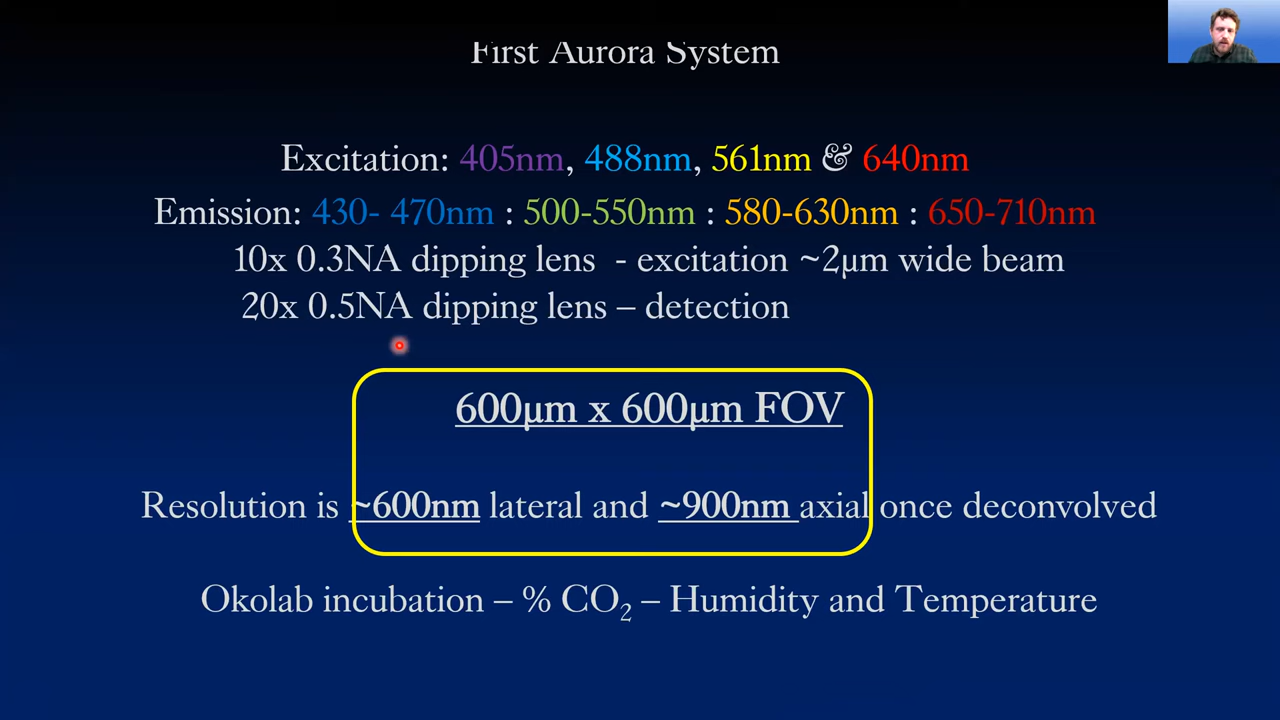 First Aurora System
Excitation: 405nm, 488nm, 561nm & 640nm
Emission: 430- 470nm : 500-550nm : 580-630nm : 650-710nm
10x 0.3NA dipping lens - excitation ~2µm wide beam
20x 0.5NA dipping lens – detection
600µm x 600µm FOV
Resolution is ~600nm lateral and ~900nm axial once deconvolved
Okolab incubation – % CO₂ – Humidity and Temperature